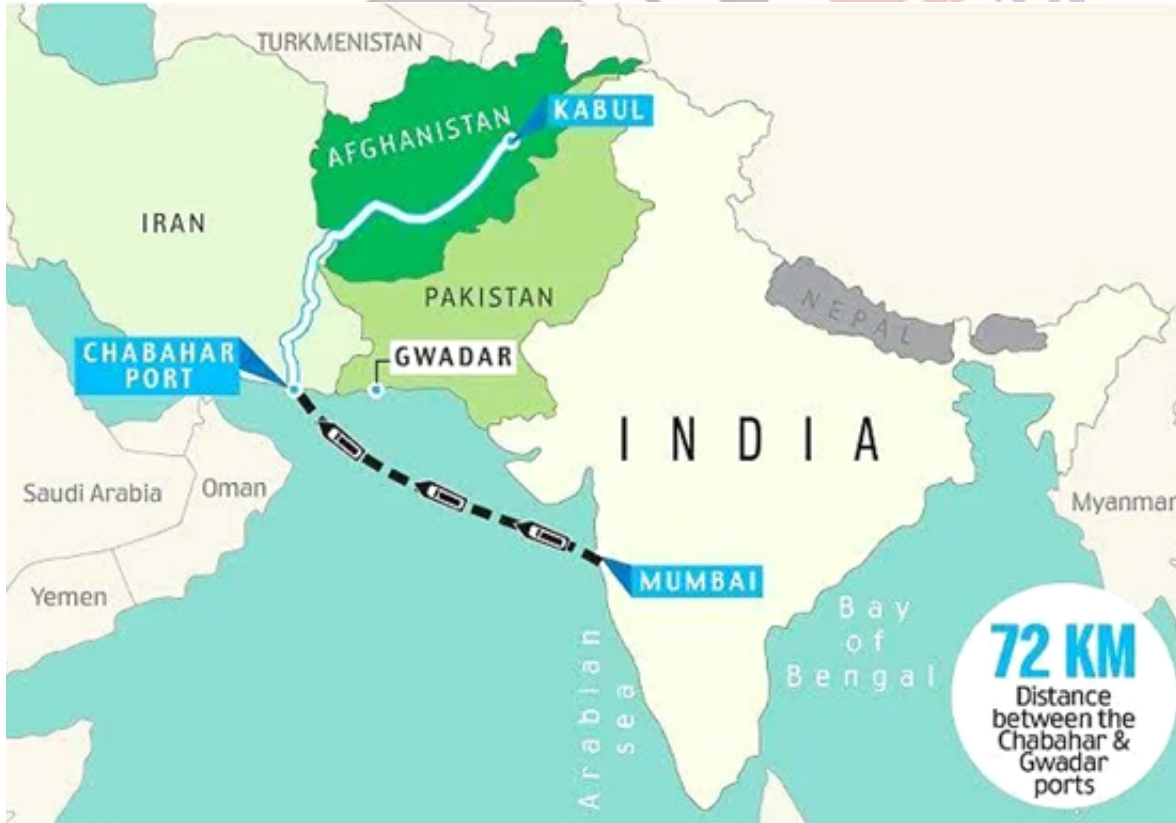 TURKMENISTAN
KABUL
AFGHANISTAN
IRAN
PAKISTAN
NEPAL
CHABAHAR
PORT
GWADAR
INDIA
Saudi Arabia
Oman
Myanmar
Yemen
MUMBAI
Arabian
sea
Bay
of
Bengal
72 KM
Distance
between the
Chabahar &
Gwadar
ports